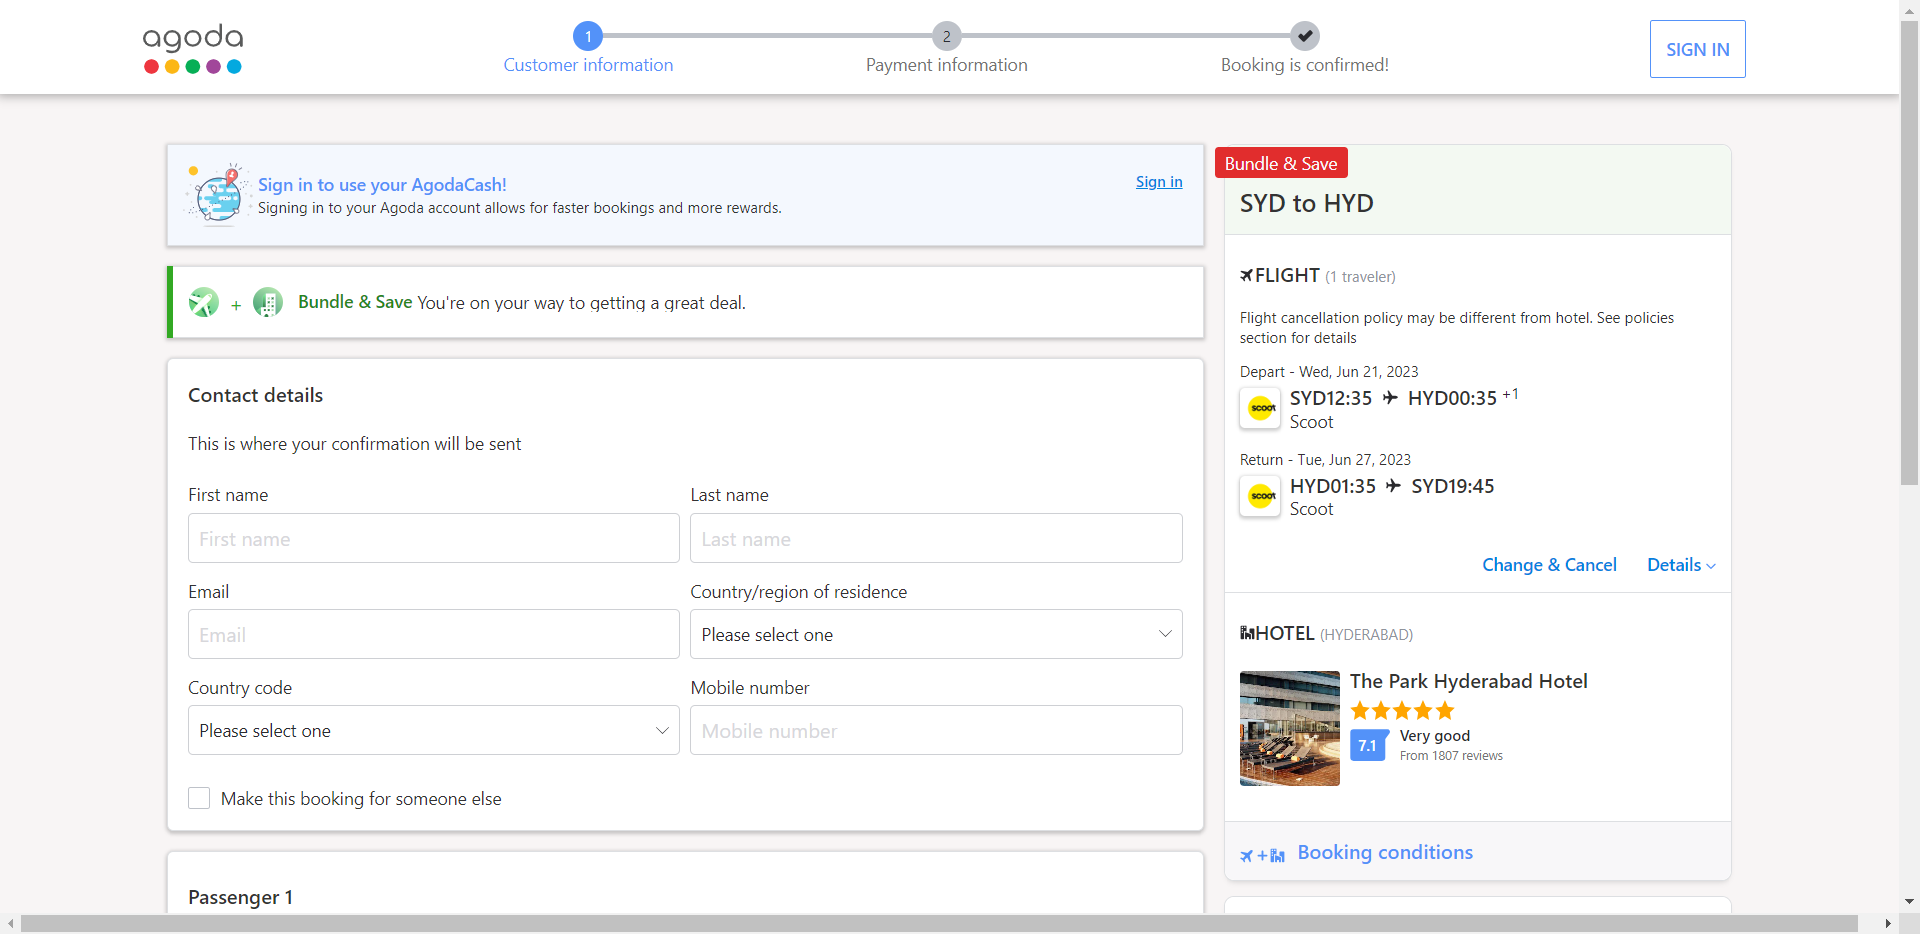 agoda
1
Customer information
2
Payment information
Booking is confirmed!
SIGN IN
Sign in to use your AgodaCash!
Signing in to your Agoda account allows for faster bookings and more rewards.
Sign in
+
Bundle & Save You're on your way to getting a great deal.
Contact details
This is where your confirmation will be sent
First name
Last name
First name
Last name
Email
Country/region of residence
Email
Please select one
Country code
Mobile number
Please select one
Mobile number
Make this booking for someone else
Passenger 1
Bundle & Save
SYD to HYD
FLIGHT (1 traveler)
Flight cancellation policy may be different from hotel. See policies
section for details
Depart - Wed, Jun 21, 2023
scoot
SYD12:35 HYD00:35 +1
Scoot
Return - Tue, Jun 27, 2023
scoot
HYD01:35 SYD19:45
Scoot
Change & Cancel
Details
HOTEL (HYDERABAD)
The Park Hyderabad Hotel
7.1
Very good
From 1807 reviews
+
Booking conditions